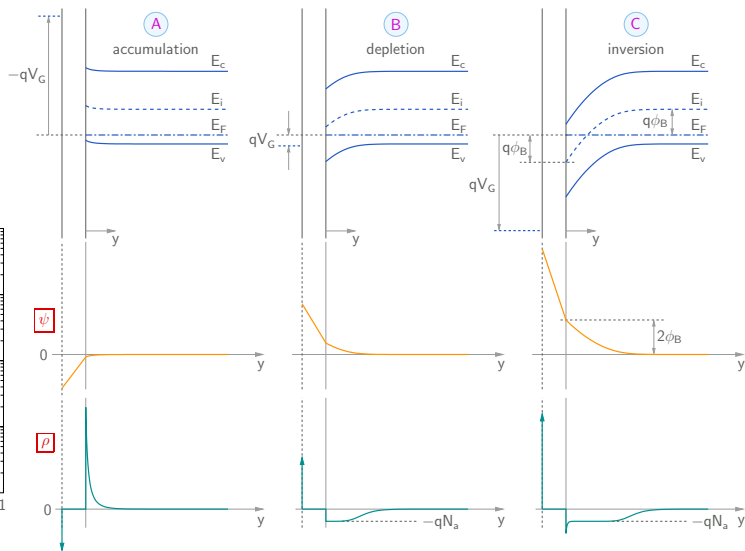 A
accumulation
B
depletion
C
inversion
E_c
E_i
E_F
E_v
−qV_G
y
E_c
E_i
E_F
E_v
qV_G
y
E_c
E_i
E_F
E_v
qϕ_B
qϕ_B
qV_G
y
ψ
0
y
y
2ϕ_B
y
ρ
0
y
−qN_a
y
−qN_a
y
1